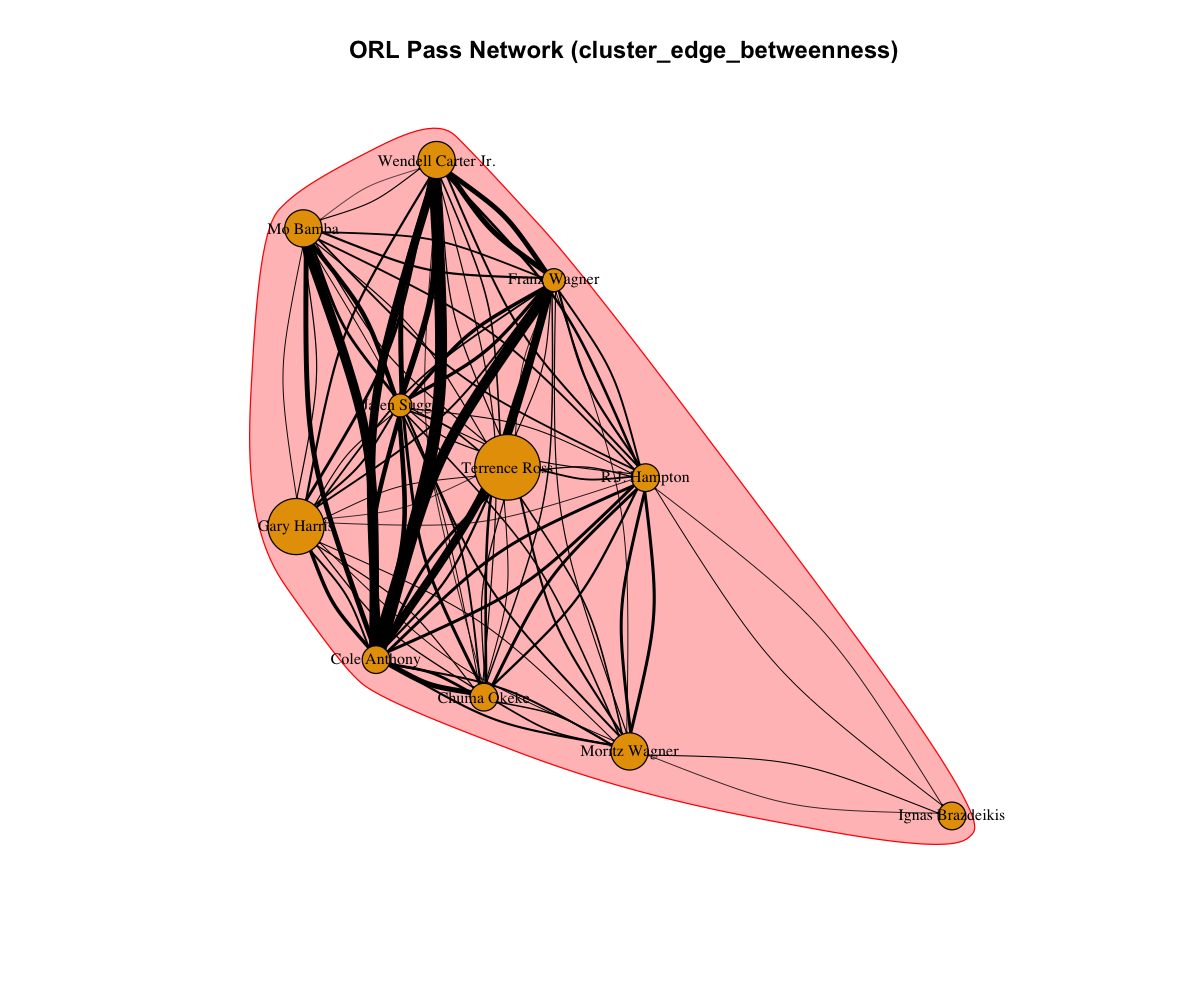 ORL Pass Network (cluster_edge_betweenness)
Wendell Carter Jr.
Mo Bamba
Franz Wagner
Jalen Suggs
Terrence Ross
R.J. Hampton
Gary Harris
Cole Anthony
Chuma Okeke
Moritz Wagner
Ignas Brazdeikis